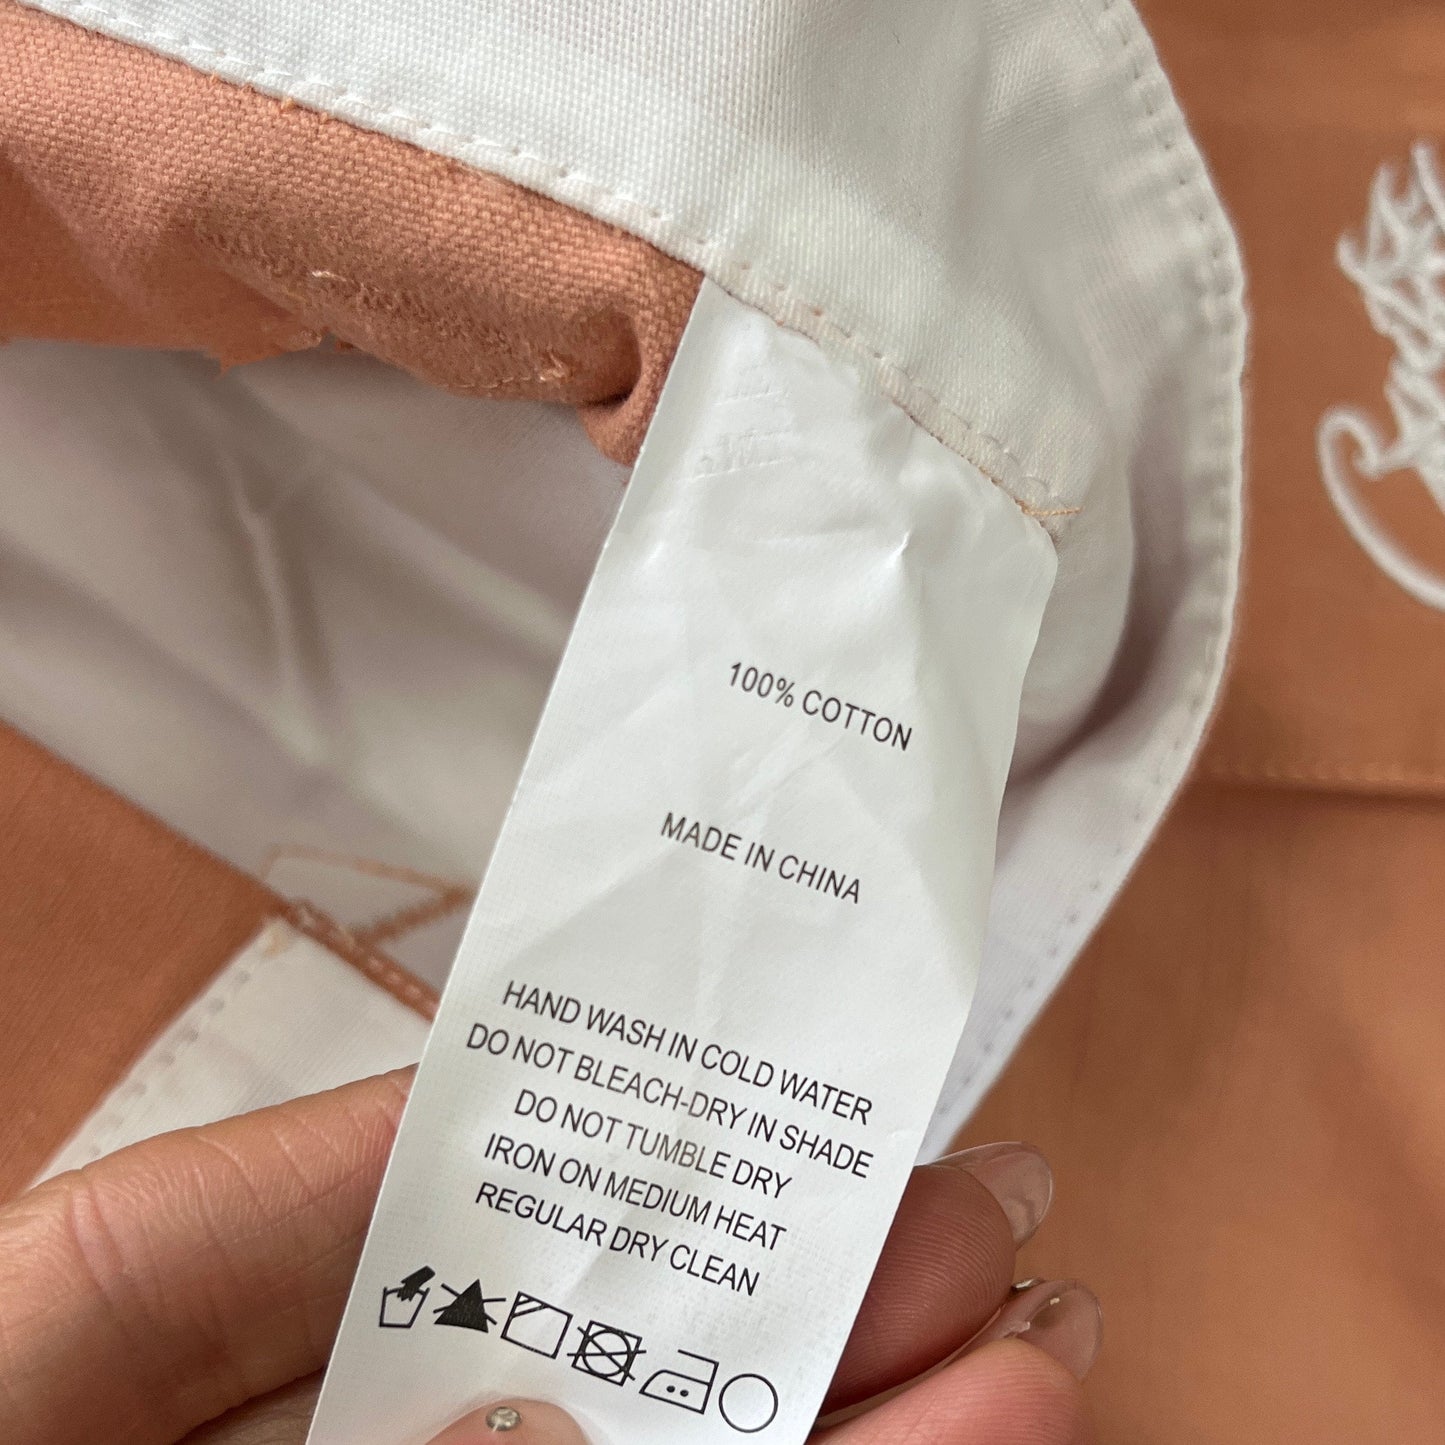 100% COTTON
MADE IN CHINA
HAND WASH IN COLD WATER
DO NOT BLEACH-DRY IN SHADE
DO NOT TUMBLE DRY
IRON ON MEDIUM HEAT
REGULAR DRY CLEAN